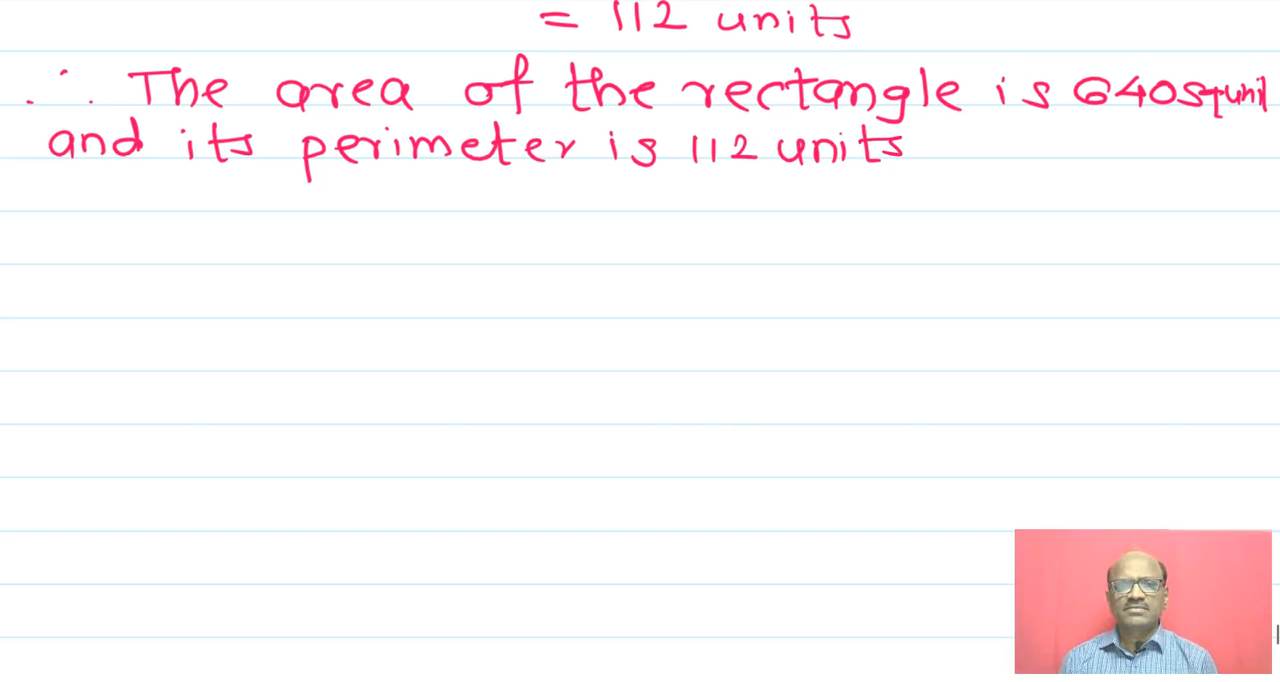 = 112 units
∴ The area of the rectangle is 640 sq unit
and its perimeter is 112 units